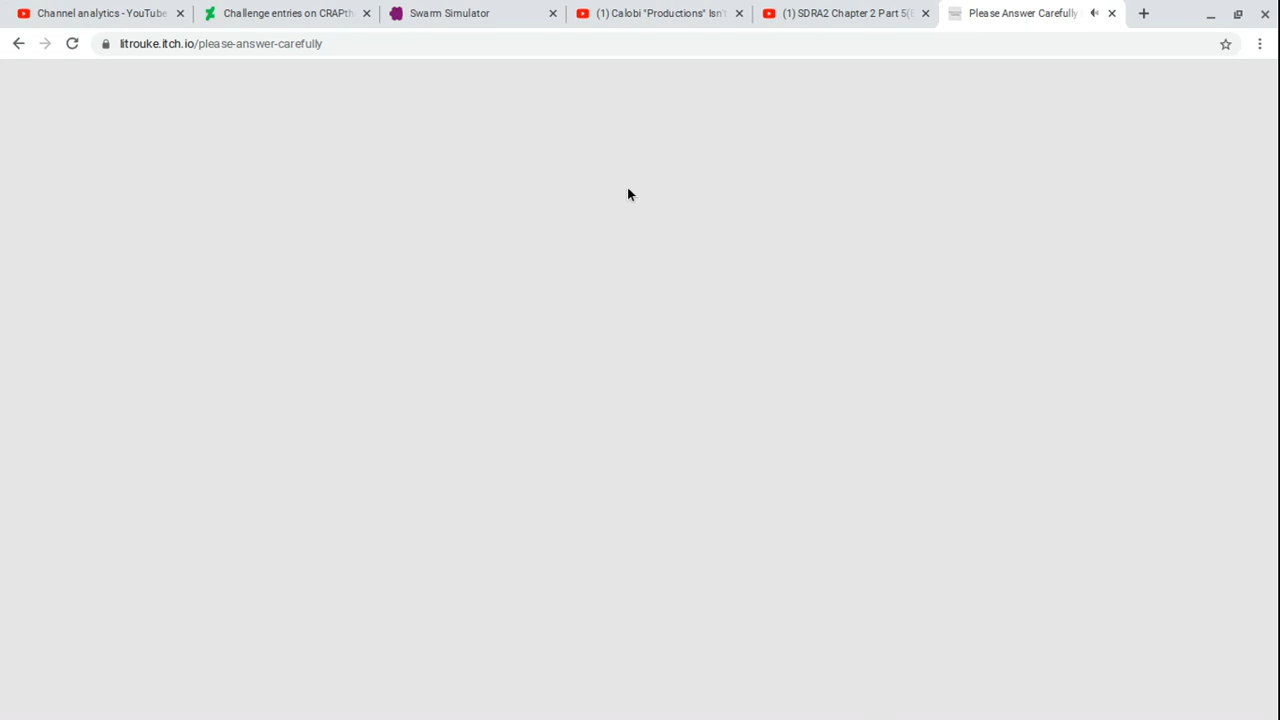 Channel analytics - YouTube
Challenge entries on CRAPth
Swarm Simulator
(1) Calobi "Productions" Isn'
(1) SDRA2 Chapter 2 Part 5(
Please Answer Carefully
litrouke.itch.io/please-answer-carefully